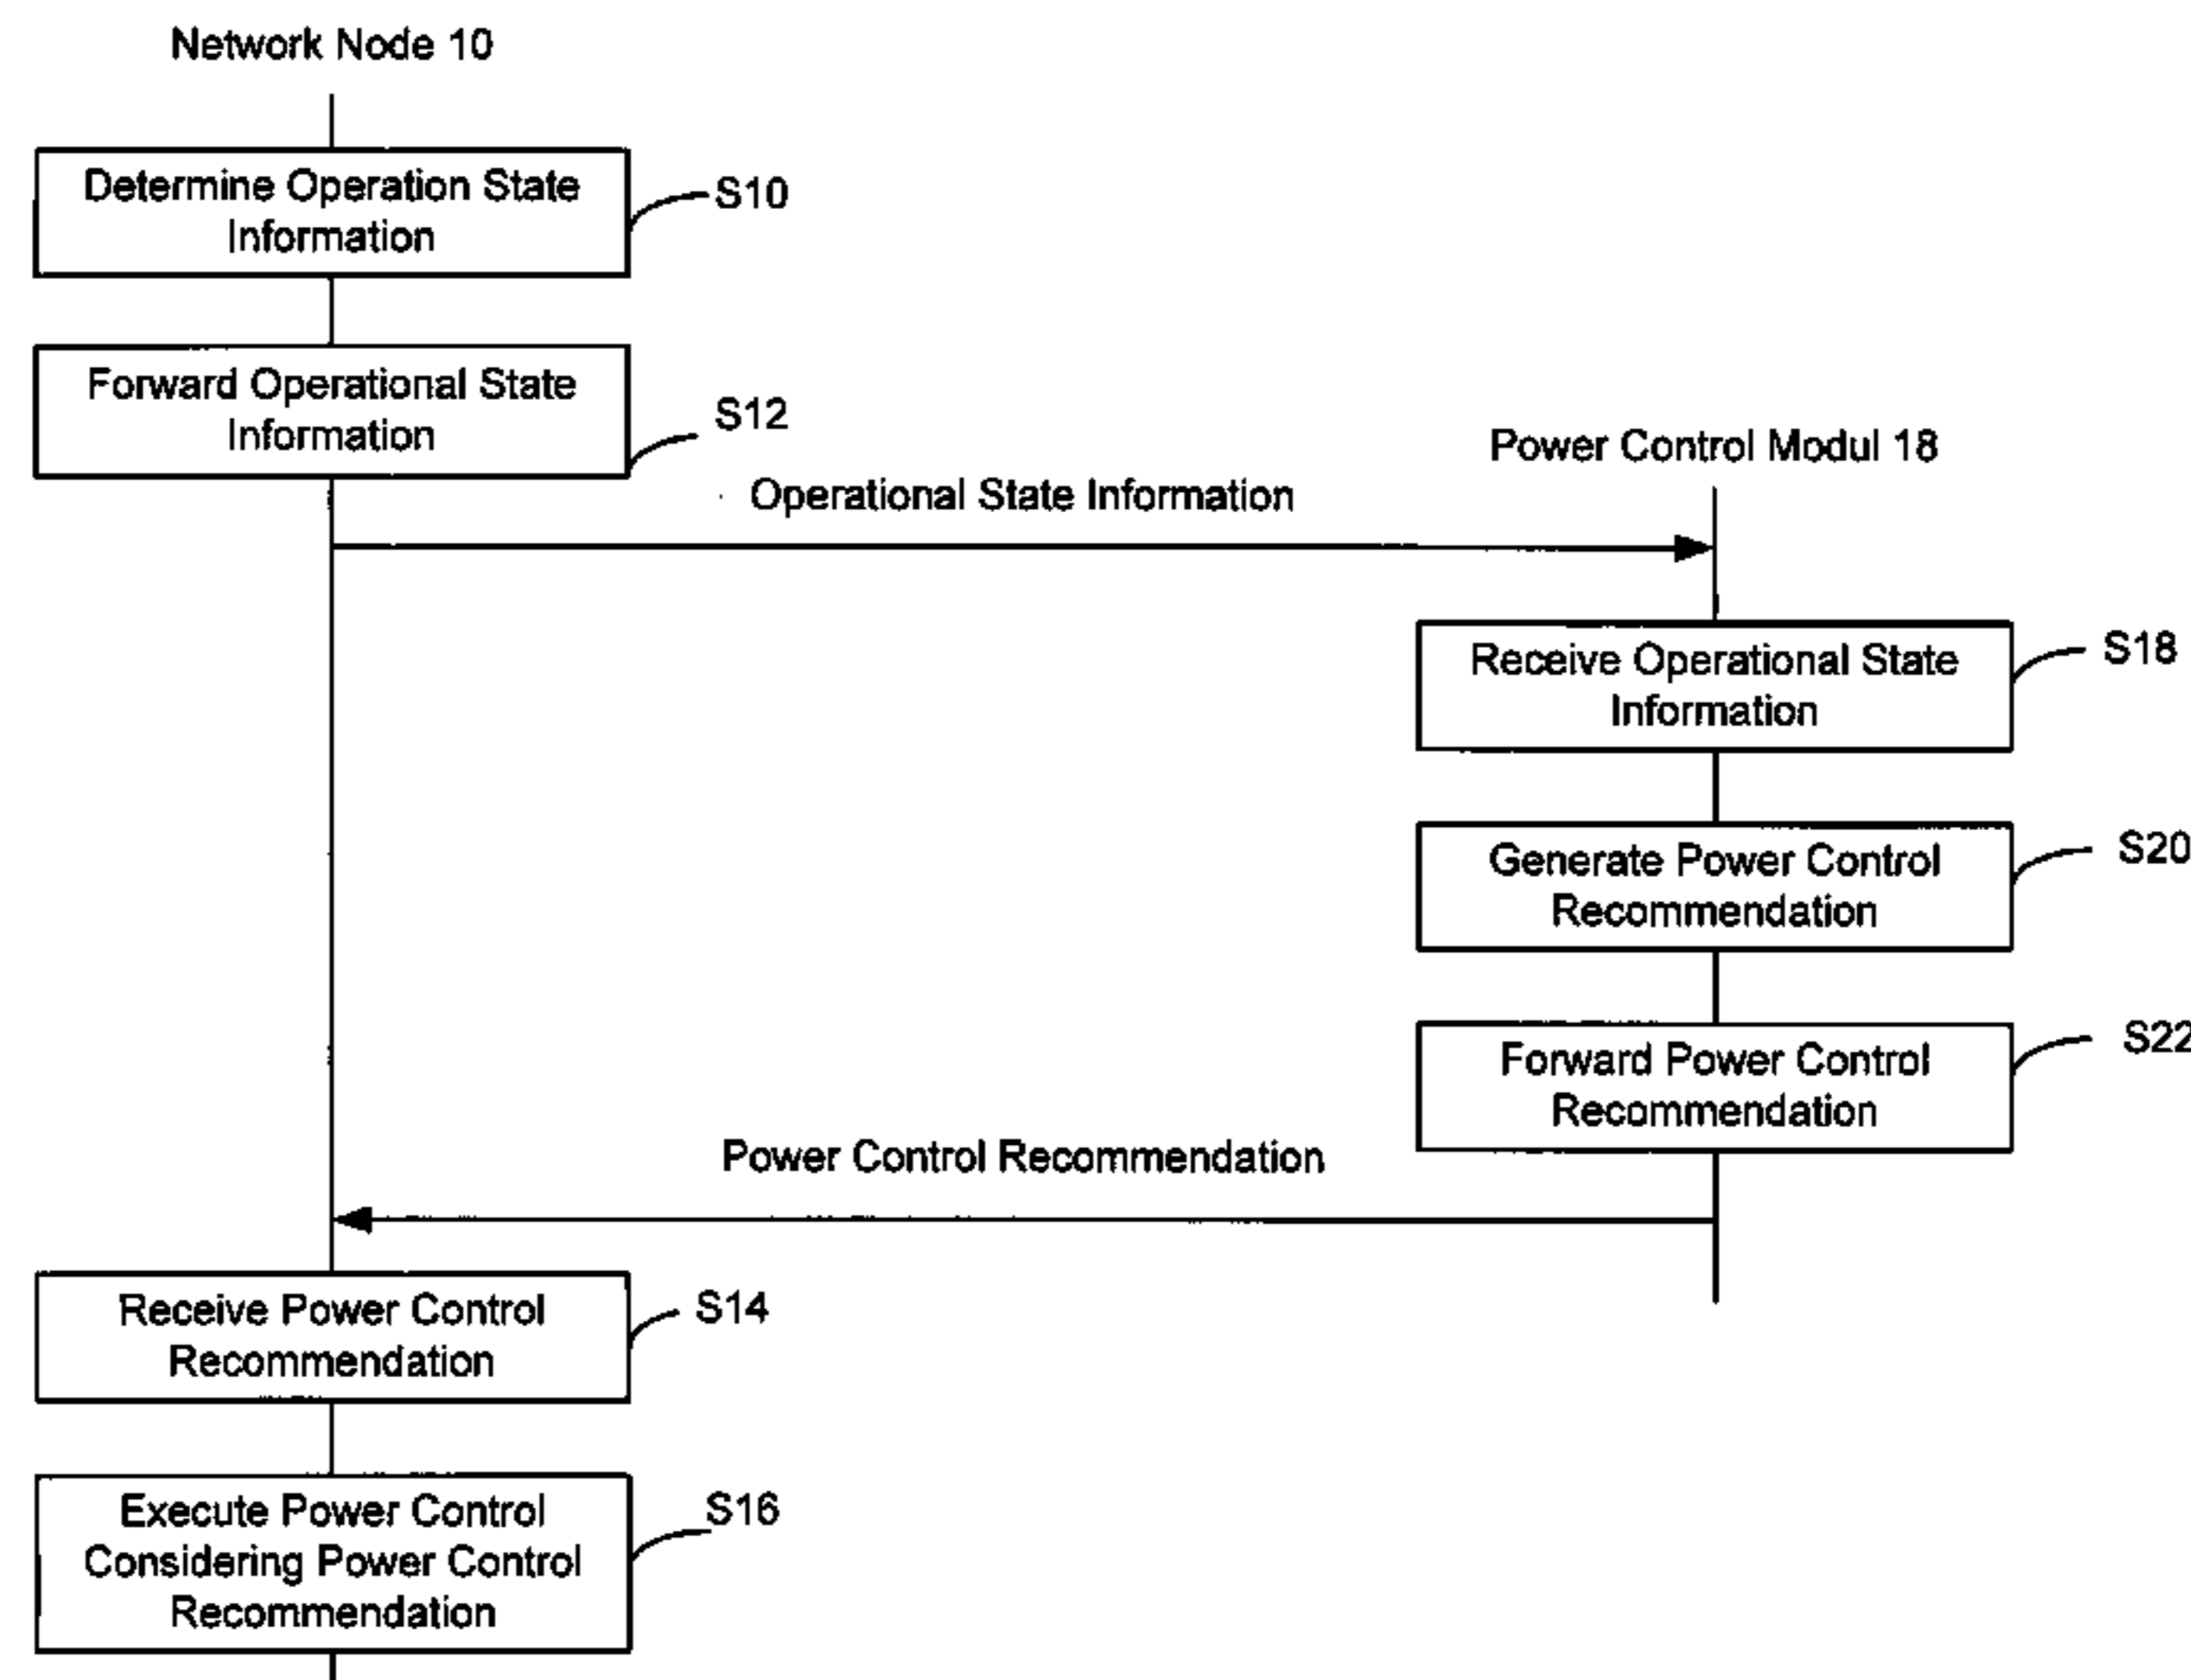 Network Node 10
Determine Operation State
Information
S10
Forward Operational State
Information
S12
Power Control Modul 18
Operational State Information
Receive Operational State
Information
S18
Generate Power Control
Recommendation
S20
Forward Power Control
Recommendation
S22
Power Control Recommendation
Receive Power Control
Recommendation
S14
Execute Power Control
Considering Power Control
Recommendation
S16